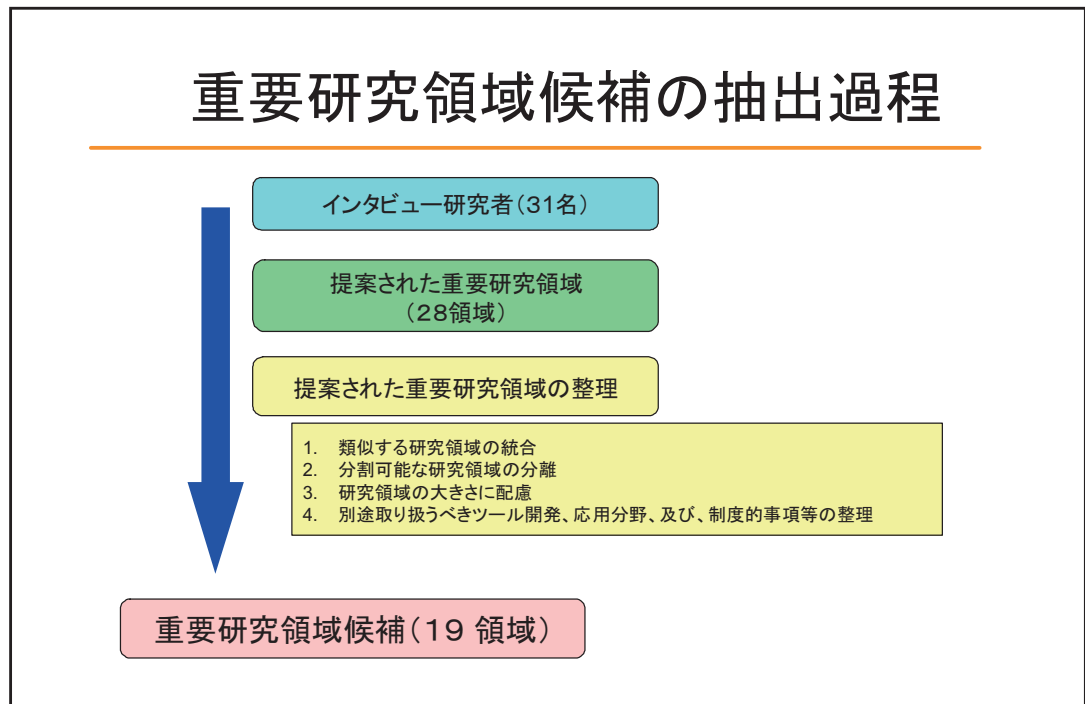 重要研究領域候補の抽出過程
インタビュー研究者(31名)
提案された重要研究領域
(28領域)
提案された重要研究領域の整理
1. 類似する研究領域の統合
2. 分割可能な研究領域の分離
3. 研究領域の大きさに配慮
4. 別途取り扱うべきツール開発、応用分野、及び、制度的事項等の整理
重要研究領域候補(19 領域)